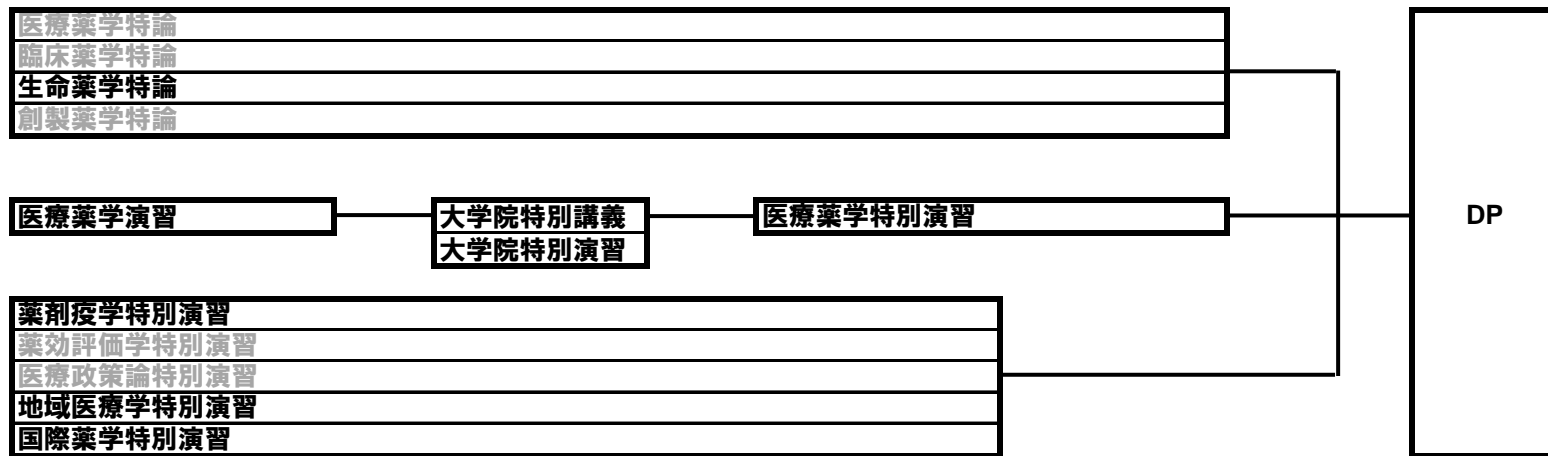 医療薬学特論
臨床薬学特論
生命薬学特論
創製薬学特論
医療薬学演習
大学院特別講義
大学院特別演習
医療薬学特別演習
DP
薬剤疫学特別演習
薬効評価学特別演習
医療政策論特別演習
地域医療学特別演習
国際薬学特別演習